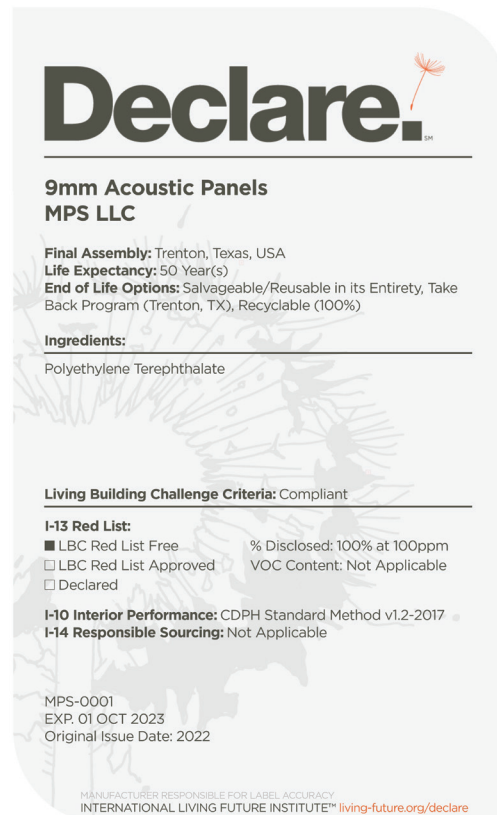 Declare.℠
9mm Acoustic Panels
MPS LLC
Final Assembly: Trenton, Texas, USA
Life Expectancy: 50 Year(s)
End of Life Options: Salvageable/Reusable in its Entirety, Take
Back Program (Trenton, TX), Recyclable (100%)
Ingredients:
Polyethylene Terephthalate
Living Building Challenge Criteria: Compliant
I-13 Red List:
■ LBC Red List Free % Disclosed: 100% at 100ppm
□ LBC Red List Approved VOC Content: Not Applicable
□ Declared
I-10 Interior Performance: CDPH Standard Method v1.2-2017
I-14 Responsible Sourcing: Not Applicable
MPS-0001
EXP. 01 OCT 2023
Original Issue Date: 2022
MANUFACTURER RESPONSIBLE FOR LABEL ACCURACY
INTERNATIONAL LIVING FUTURE INSTITUTE™ living-future.org/declare